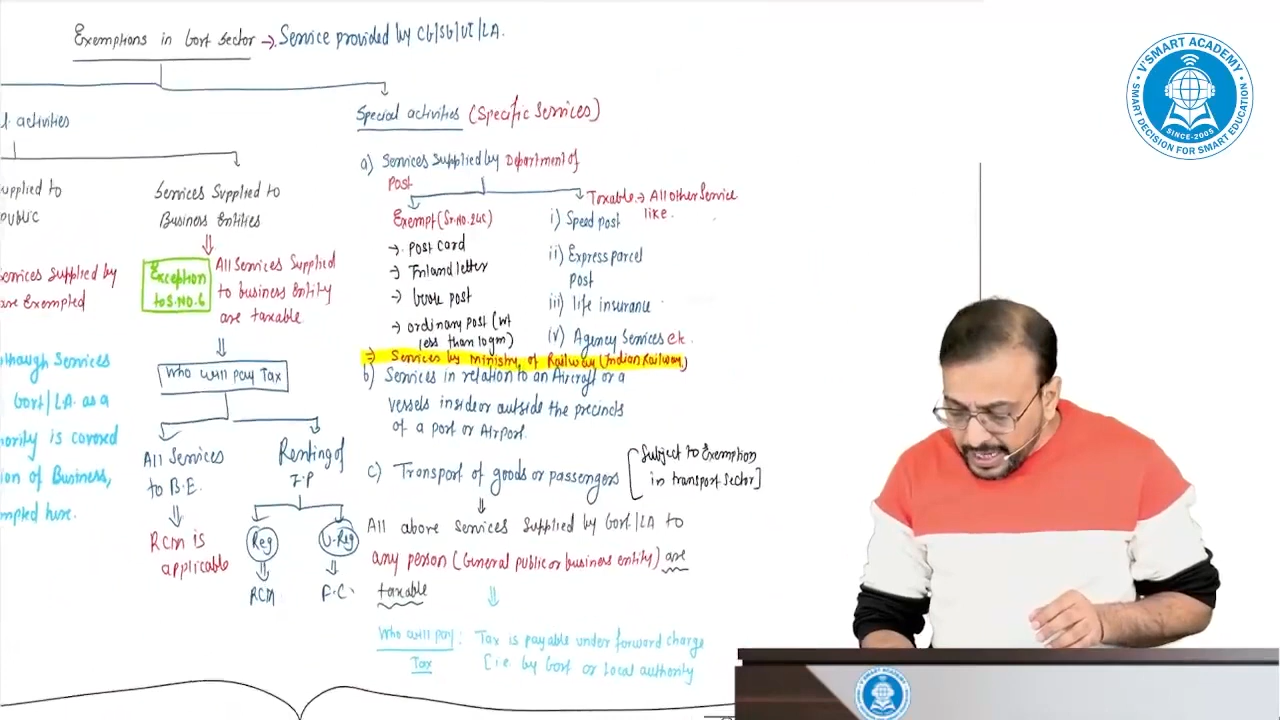 Exemptions in Govt Sector → Service provided by CG/SG/UT/LA.
l. activities
upplied to
public
ervices Supplied by
are Exempted
though Services
Govt/LA as a
hority is covered
ion of Business,
mpted here.
Services Supplied to
Business Entities
Exception
to S.NO.6
All Services Supplied
to business Entity
are taxable
Who will pay Tax
All Services
to B.E.
RCM is
applicable
Renting of
I.P
Reg
RCM
U.Reg
F.C.
Special activities (Specific Services)
a) Services Supplied by Department of
Post
Exempt (Sr.No.24C)
→ Post card
→ Inland letter
→ book post
→ ordinary post (wt
less than 10gm)
Taxable → All other Service
like.
i) Speed post
ii) Express parcel
Post
iii) life insurance
iv) Agency Services etc.
→ Services by Ministry of Railway (Indian Railway)
b) Services in relation to an Aircraft or a
vessels inside or outside the precincts
of a port or Airport.
c) Transport of goods or passengers
[Subject to Exemption
in transport Sector]
All above Services Supplied by Govt/LA to
any person (General public or business entity) are
taxable
Who will pay: Tax is payable under forward charge
Tax [i.e by Govt or Local authority
V'SMART ACADEMY
SMART DECISION FOR SMART EDUCATION
SINCE-2005